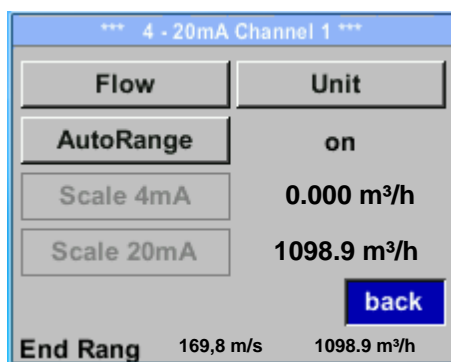 *** 4 - 20mA Channel 1 ***
Flow Unit
AutoRange on
Scale 4mA 0.000 m³/h
Scale 20mA 1098.9 m³/h
back
End Rang 169,8 m/s 1098.9 m³/h